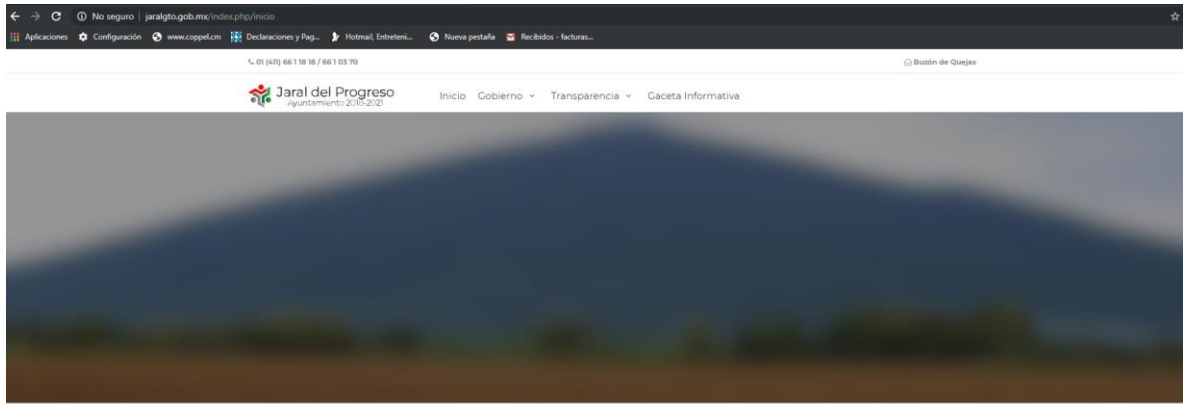 No seguro | jaralgto.gob.mx/index.php/inicio
Aplicaciones Configuración www.coppel.cm Declaraciones y Pag... Hotmail, Entreteni... Nueva pestaña Recibidos - facturas...
01 (411) 66 1 18 18 / 66 1 03 70 Buzón de Quejas
Jaral del Progreso
Ayuntamiento 2018-2021
Inicio Gobierno Transparencia Gaceta Informativa